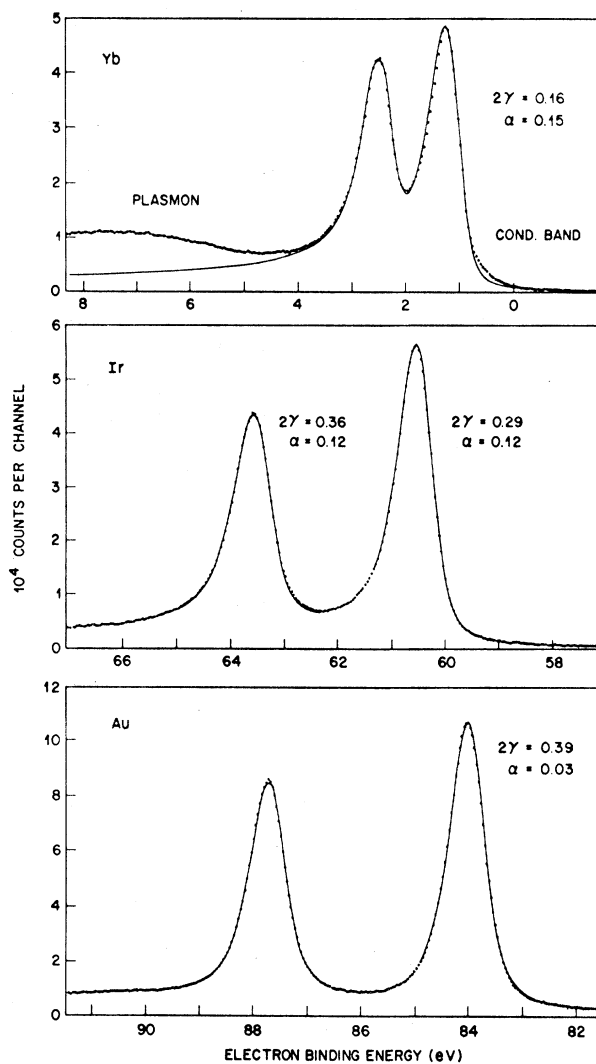 5
Yb
4
2γ = 0.16
α = 0.15
3
2
PLASMON
1
COND. BAND
0
8 6 4 2 0
6
Ir
5
4
2γ = 0.36
α = 0.12
2γ = 0.29
α = 0.12
3
2
1
0
66 64 62 60 58
10⁴ COUNTS PER CHANNEL
12
Au
10
2γ = 0.39
α = 0.03
8
6
4
2
0
90 88 86 84 82
ELECTRON BINDING ENERGY (eV)